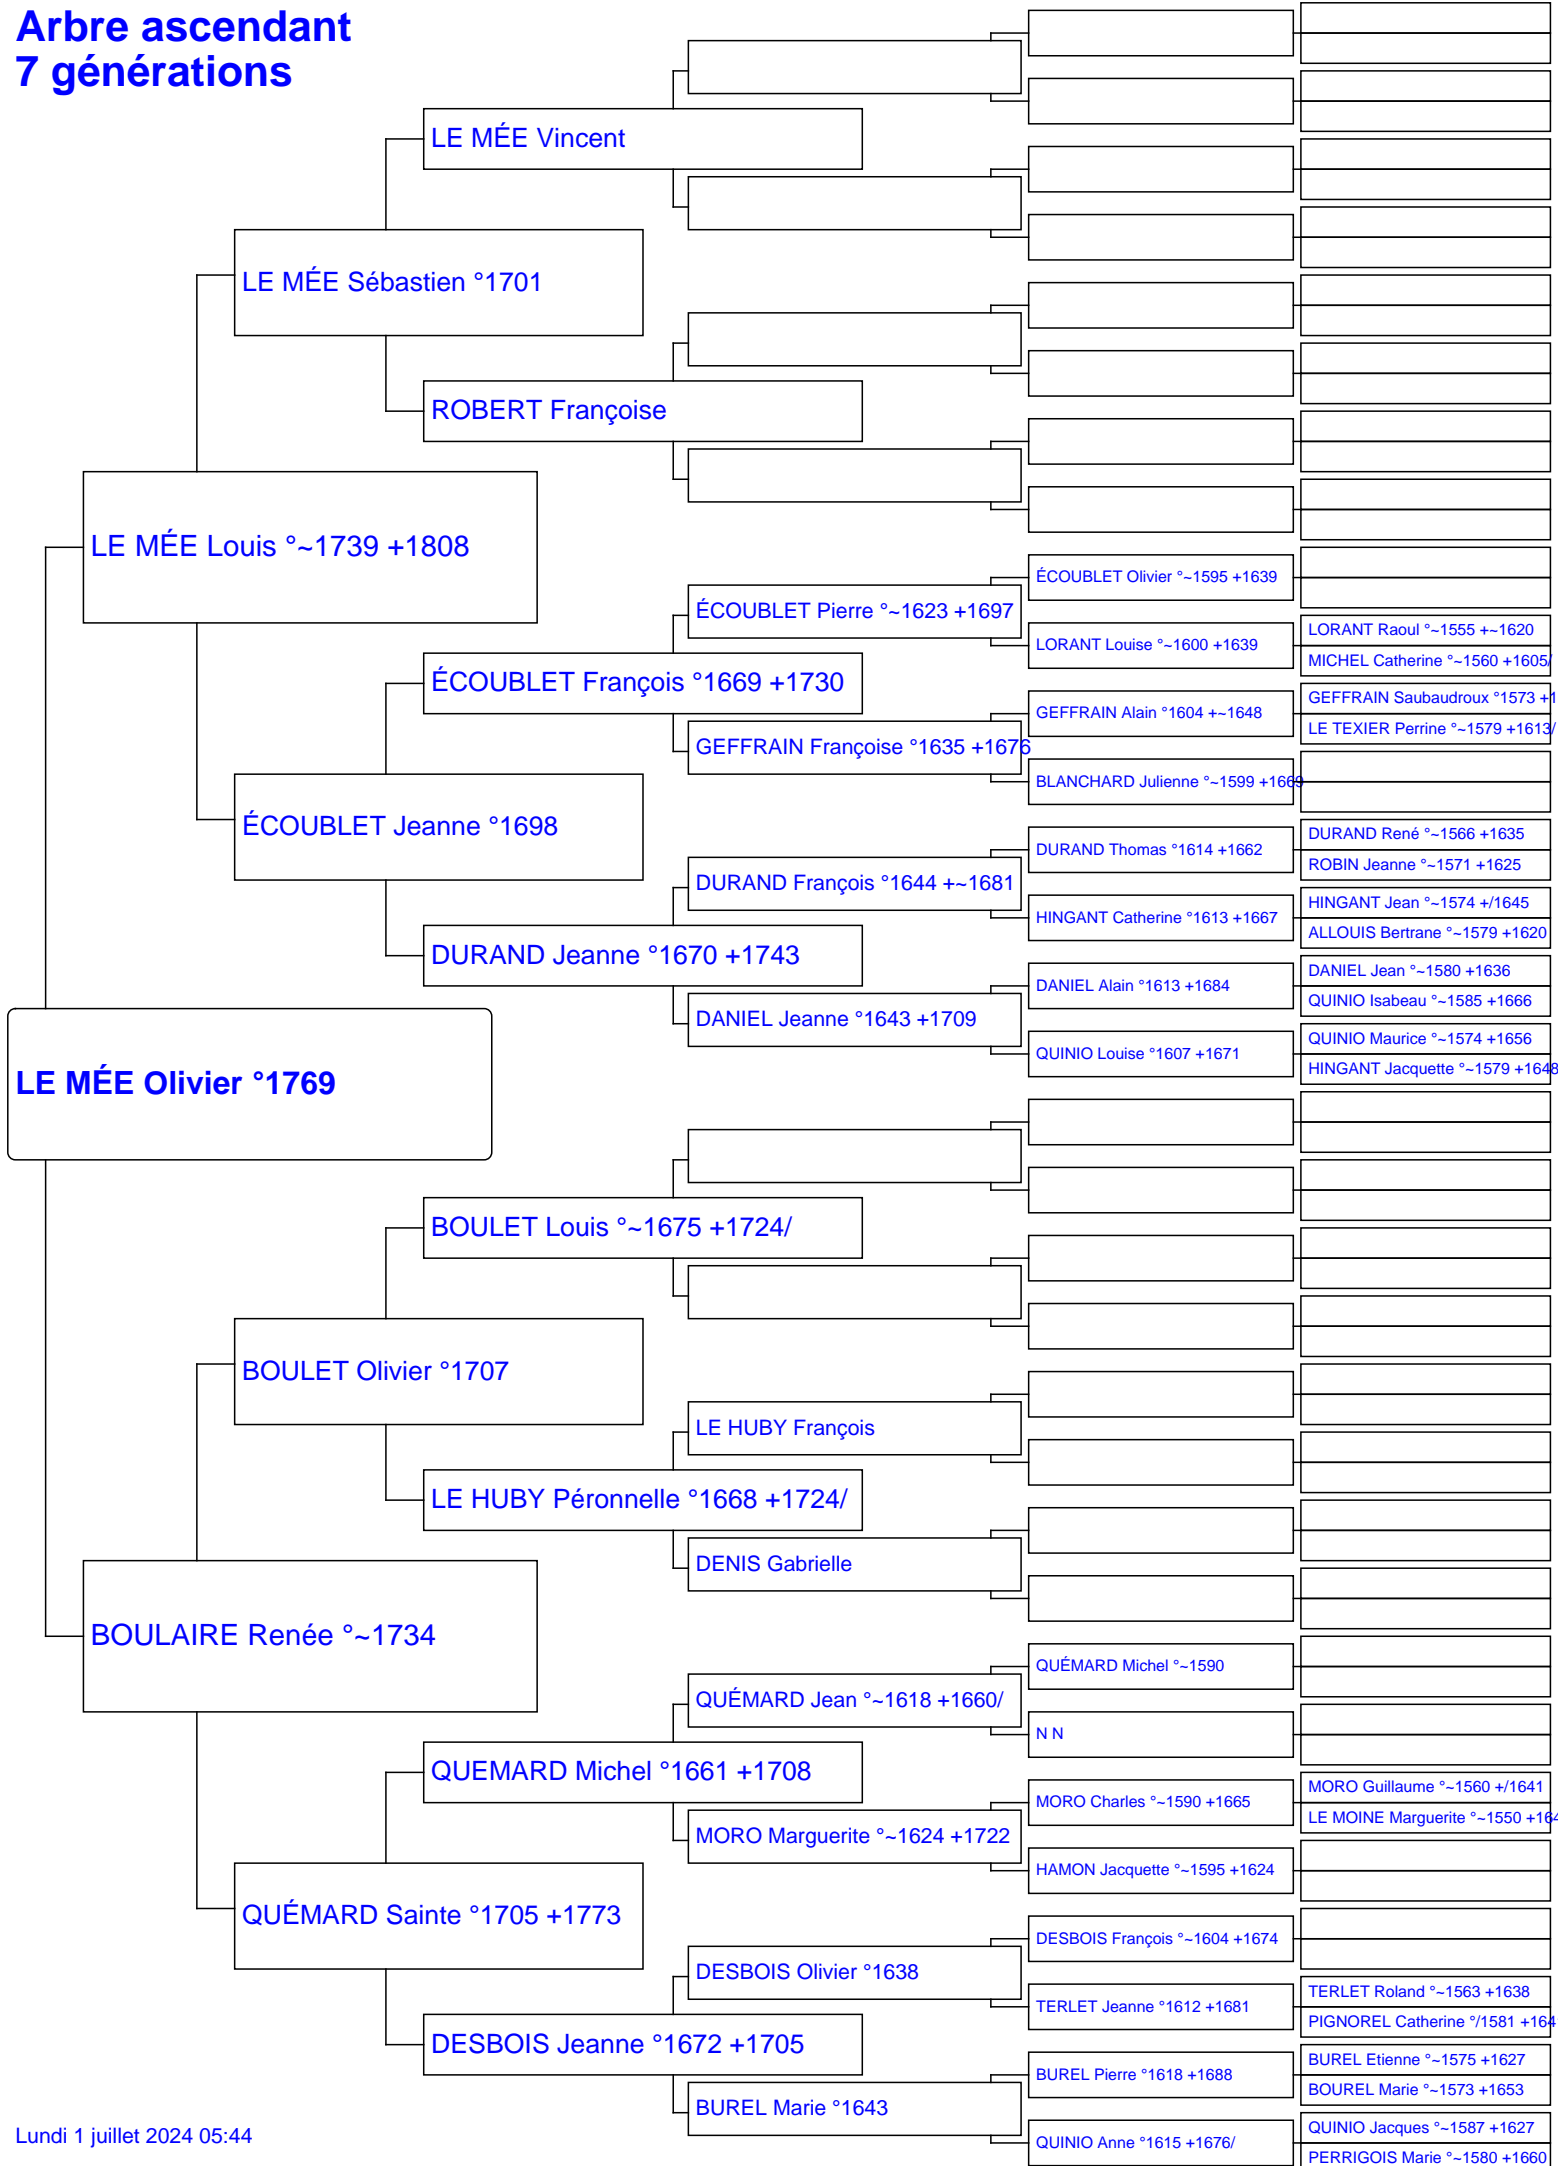 Arbre ascendant
7 générations
LE MÉE Vincent
LE MÉE Sébastien °1701
ROBERT Françoise
LE MÉE Louis °~1739 +1808
ÉCOUBLET Olivier °~1595 +1639
ÉCOUBLET Pierre °~1623 +1697
LORANT Raoul °~1555 +~1620
LORANT Louise °~1600 +1639
MICHEL Catherine °~1560 +1605/
ÉCOUBLET François °1669 +1730
GEFFRAIN Saubaudroux °1573 +1
GEFFRAIN Alain °1604 +~1648
LE TEXIER Perrine °~1579 +1613/
GEFFRAIN Françoise °1635 +1676
BLANCHARD Julienne °~1599 +1669
ÉCOUBLET Jeanne °1698
DURAND René °~1566 +1635
DURAND Thomas °1614 +1662
ROBIN Jeanne °~1571 +1625
DURAND François °1644 +~1681
HINGANT Jean °~1574 +/1645
HINGANT Catherine °1613 +1667
ALLOUIS Bertrane °~1579 +1620
DURAND Jeanne °1670 +1743
DANIEL Jean °~1580 +1636
DANIEL Alain °1613 +1684
QUINIO Isabeau °~1585 +1666
DANIEL Jeanne °1643 +1709
QUINIO Maurice °~1574 +1656
QUINIO Louise °1607 +1671
HINGANT Jacquette °~1579 +1648
LE MÉE Olivier °1769
BOULET Louis °~1675 +1724/
BOULET Olivier °1707
LE HUBY François
LE HUBY Péronnelle °1668 +1724/
DENIS Gabrielle
BOULAIRE Renée °~1734
QUÉMARD Michel °~1590
QUÉMARD Jean °~1618 +1660/
N N
QUEMARD Michel °1661 +1708
MORO Guillaume °~1560 +/1641
MORO Charles °~1590 +1665
LE MOINE Marguerite °~1550 +164
MORO Marguerite °~1624 +1722
HAMON Jacquette °~1595 +1624
QUÉMARD Sainte °1705 +1773
DESBOIS François °~1604 +1674
DESBOIS Olivier °1638
TERLET Roland °~1563 +1638
TERLET Jeanne °1612 +1681
PIGNOREL Catherine °/1581 +164
DESBOIS Jeanne °1672 +1705
BUREL Etienne °~1575 +1627
BUREL Pierre °1618 +1688
BOUREL Marie °~1573 +1653
BUREL Marie °1643
QUINIO Jacques °~1587 +1627
QUINIO Anne °1615 +1676/
PERRIGOIS Marie °~1580 +1660
Lundi 1 juillet 2024 05:44